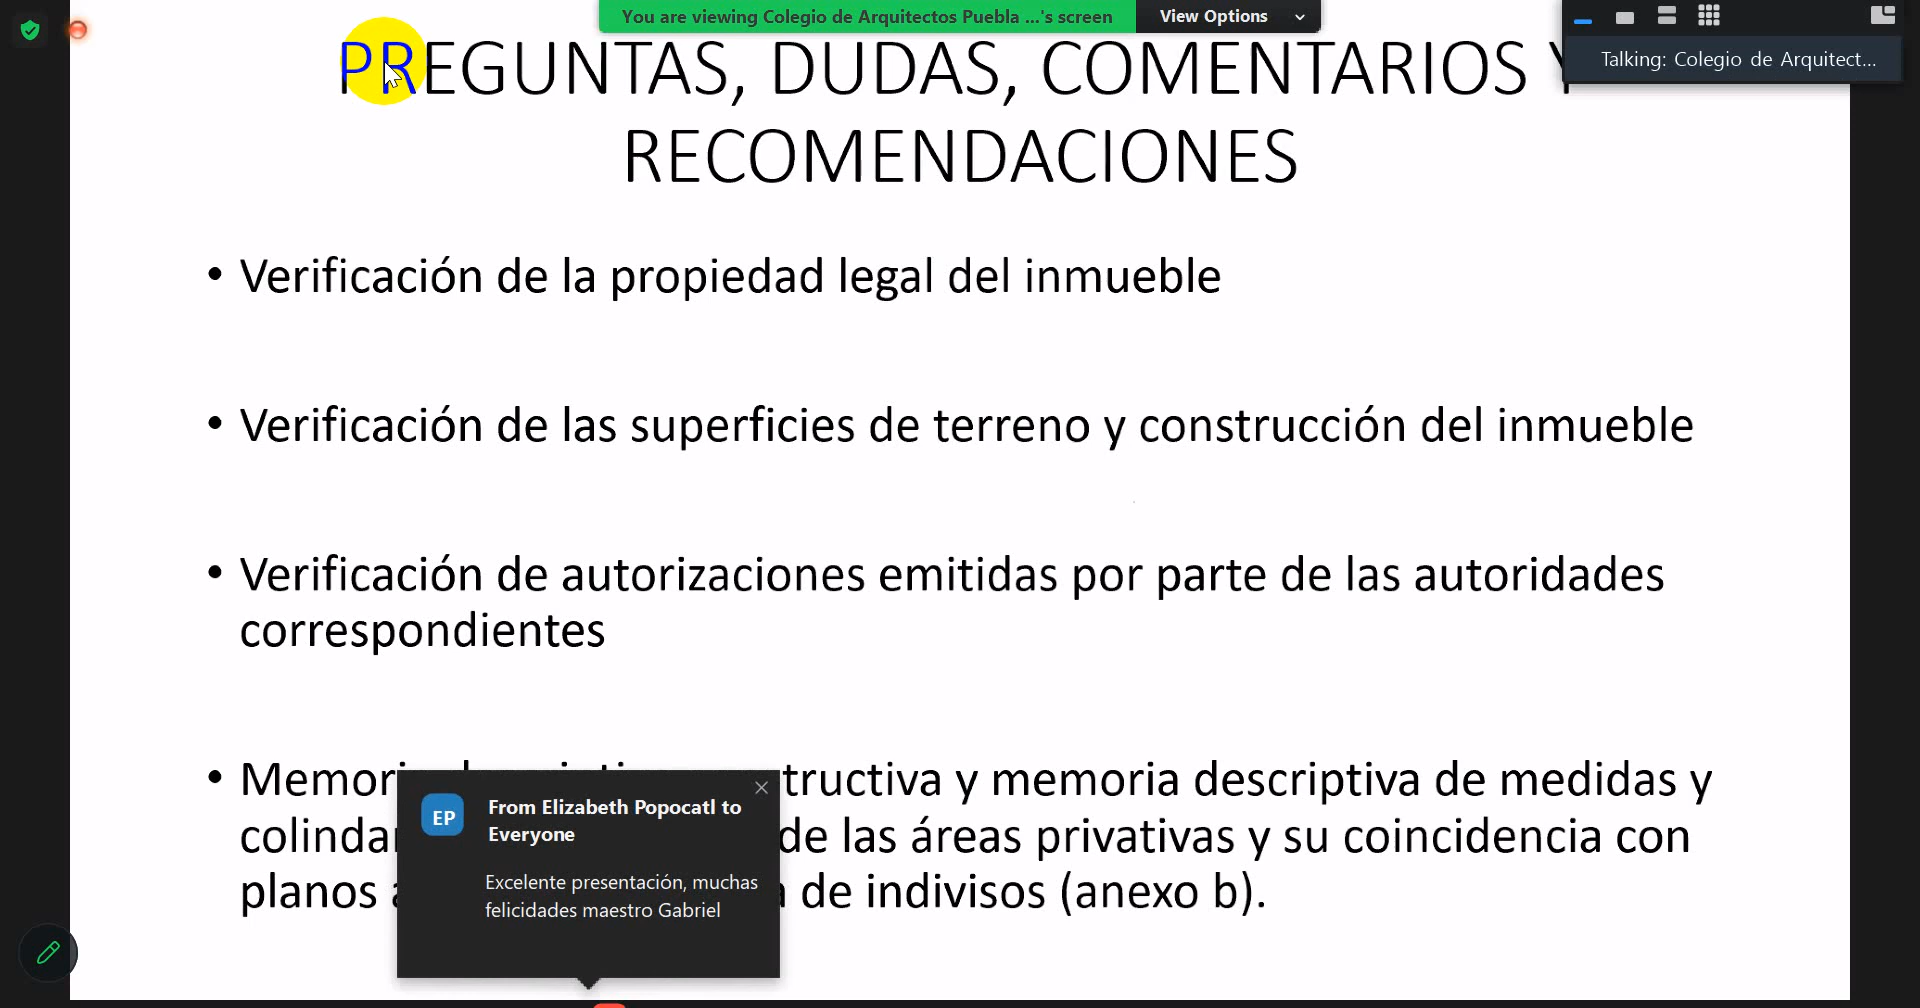 You are viewing Colegio de Arquitectos Puebla ...'s screen
View Options
Talking: Colegio de Arquitect...
PREGUNTAS, DUDAS, COMENTARIOS Y
RECOMENDACIONES
• Verificación de la propiedad legal del inmueble
• Verificación de las superficies de terreno y construcción del inmueble
• Verificación de autorizaciones emitidas por parte de las autoridades
correspondientes
• tructiva y memoria descriptiva de medidas y
de las áreas privativas y su coincidencia con
planos de indivisos (anexo b).
EP
From Elizabeth Popocatl to
Everyone
Excelente presentación, muchas
felicidades maestro Gabriel